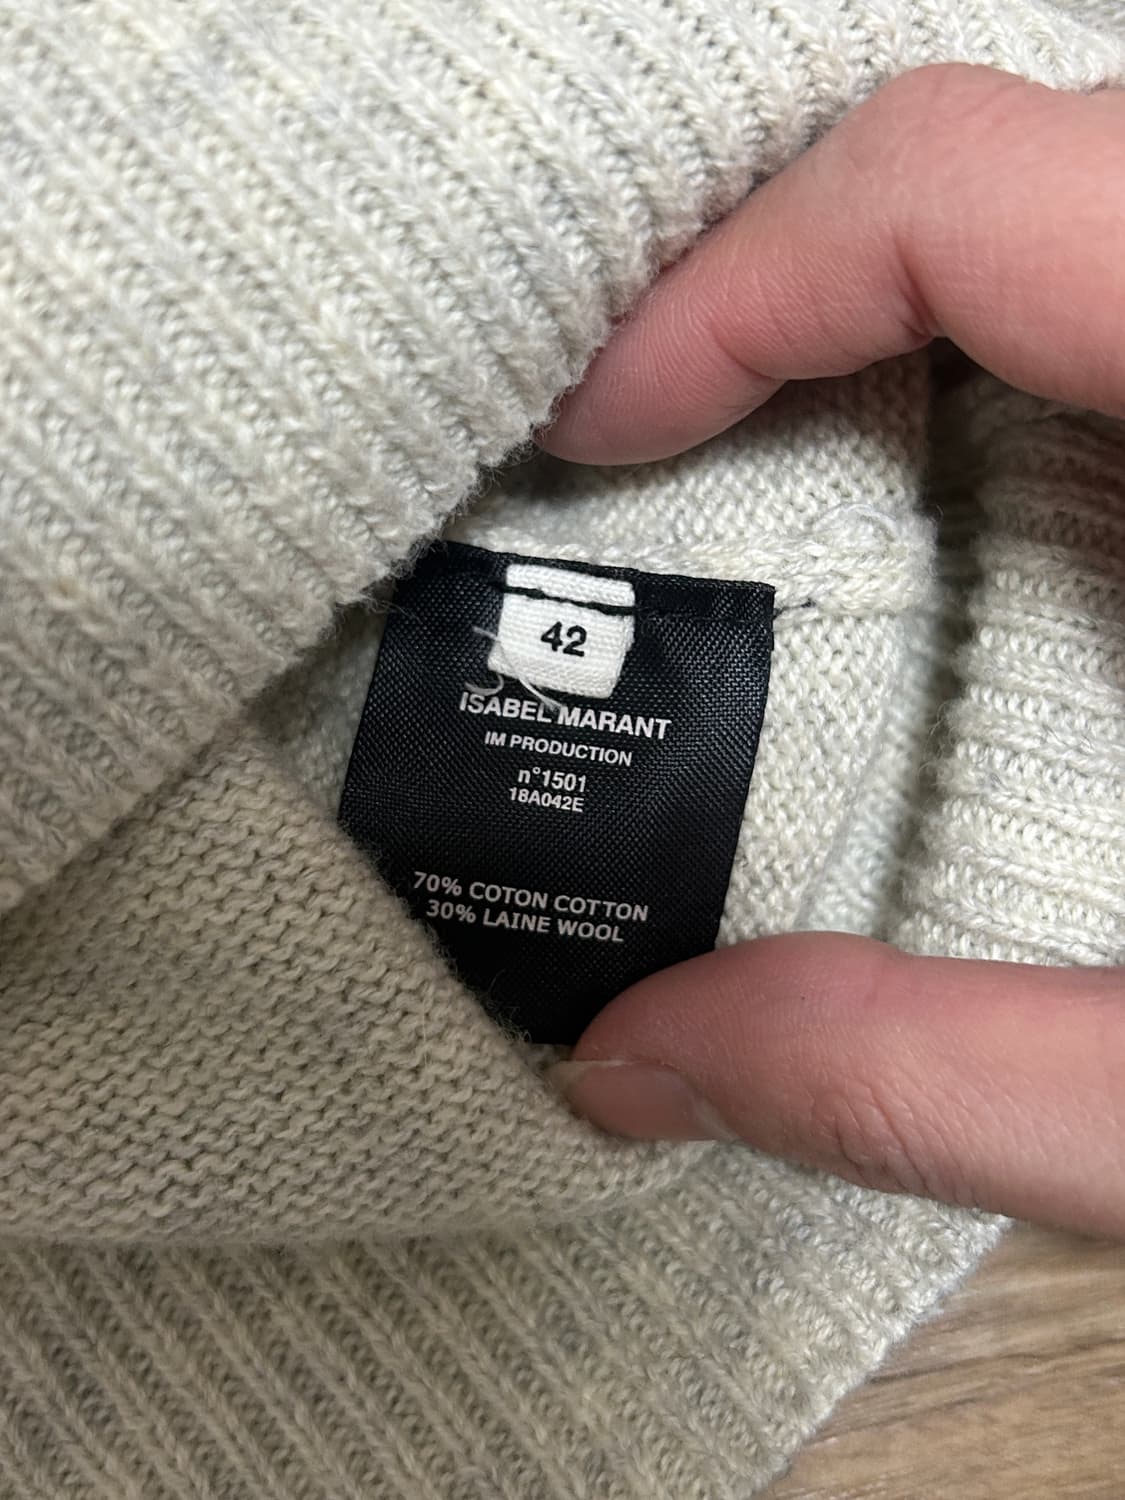 42
ISABEL MARANT
IM PRODUCTION
n°1501
18A042E
70% COTON COTTON
30% LAINE WOOL